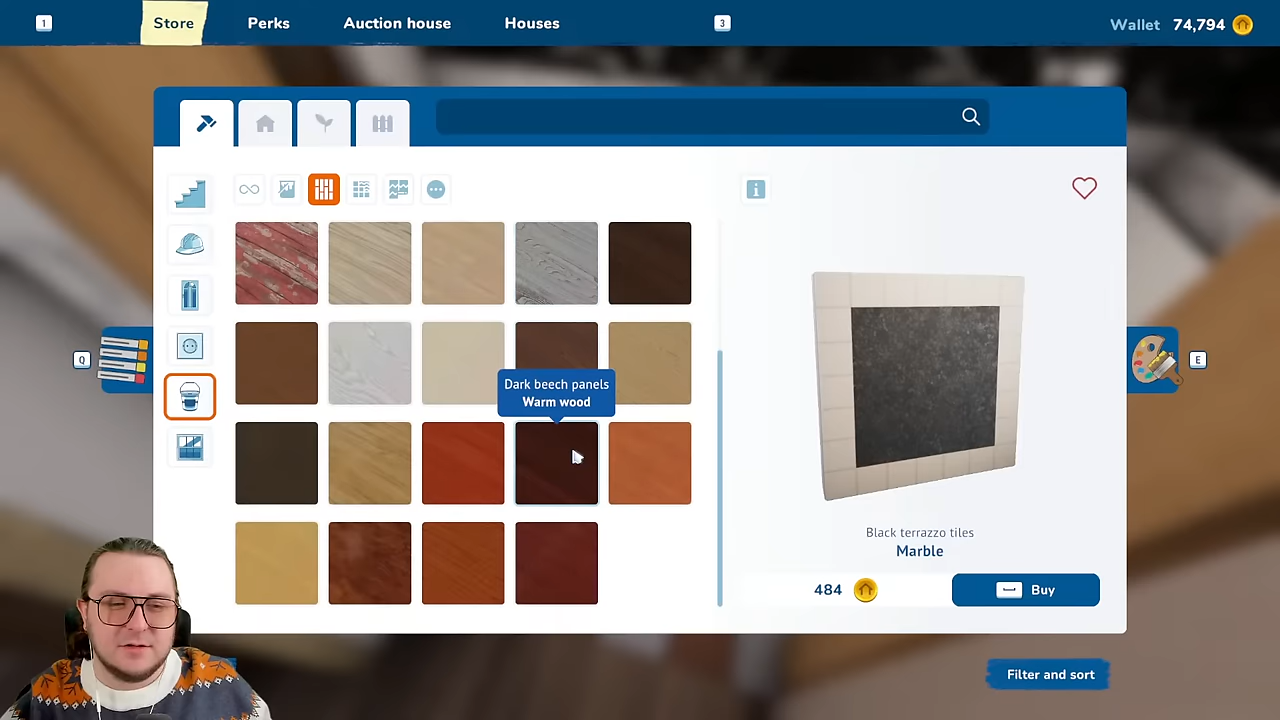 1
Store
Perks
Auction house
Houses
3
Wallet 74,794
Q
E
Dark beech panels
Warm wood
Black terrazzo tiles
Marble
484
Buy
Filter and sort